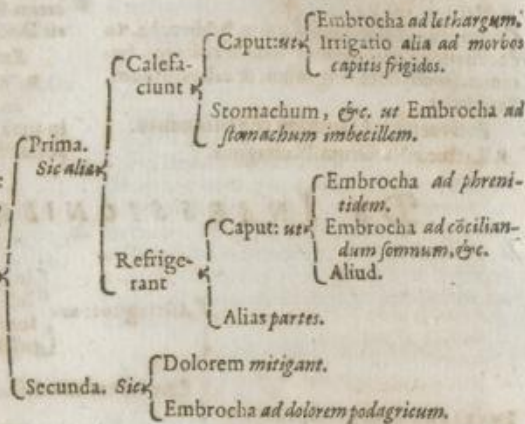 Embrocha ad lethargum.
Caput: ut
Irrigatio alia ad morbos
capitis frigidos.
Calefa-
ciunt
Stomachum, &c. ut Embrocha ad
stomachum imbecillem.
Prima.
Sic alia
Embrocha ad phreni-
tidem.
Caput: ut
Embrocha ad cōcilian-
dum somnum, &c.
Aliud.
Refrige-
rant
Alias partes.
Dolorem mitigant.
Secunda. Sic
Embrocha ad dolorem podagricum.